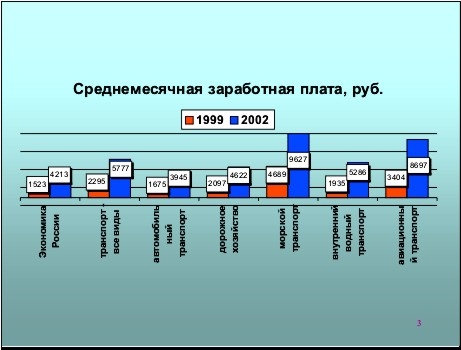 Среднемесячная заработная плата, руб.
1999 2002
1523 4213 2295 5777 1675 3945 2097 4622 4689 9627 1935 5286 3404 8697
Экономика
России
транспорт,
все виды
автомобиль
ный
транспорт
дорожное
хозяйство
морской
транспорт
внутренний
водный
транспорт
авиационны
й транспорт
3